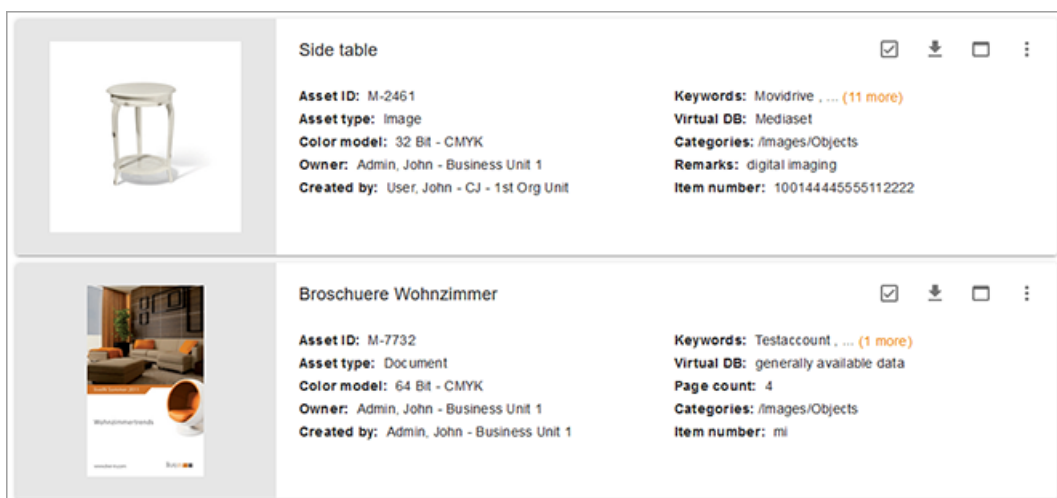 Side table
Asset ID: M-2461
Asset type: Image
Color model: 32 Bit - CMYK
Owner: Admin, John - Business Unit 1
Created by: User, John - CJ - 1st Org Unit
Keywords: Movidrive , ... (11 more)
Virtual DB: Mediaset
Categories: /Images/Objects
Remarks: digital imaging
Item number: 100144445555112222
Broschuere Wohnzimmer
Wohnzimmertrends
Asset ID: M-7732
Asset type: Document
Color model: 64 Bit - CMYK
Owner: Admin, John - Business Unit 1
Created by: Admin, John - Business Unit 1
Keywords: Testaccount , ... (1 more)
Virtual DB: generally available data
Page count: 4
Categories: /Images/Objects
Item number: mi